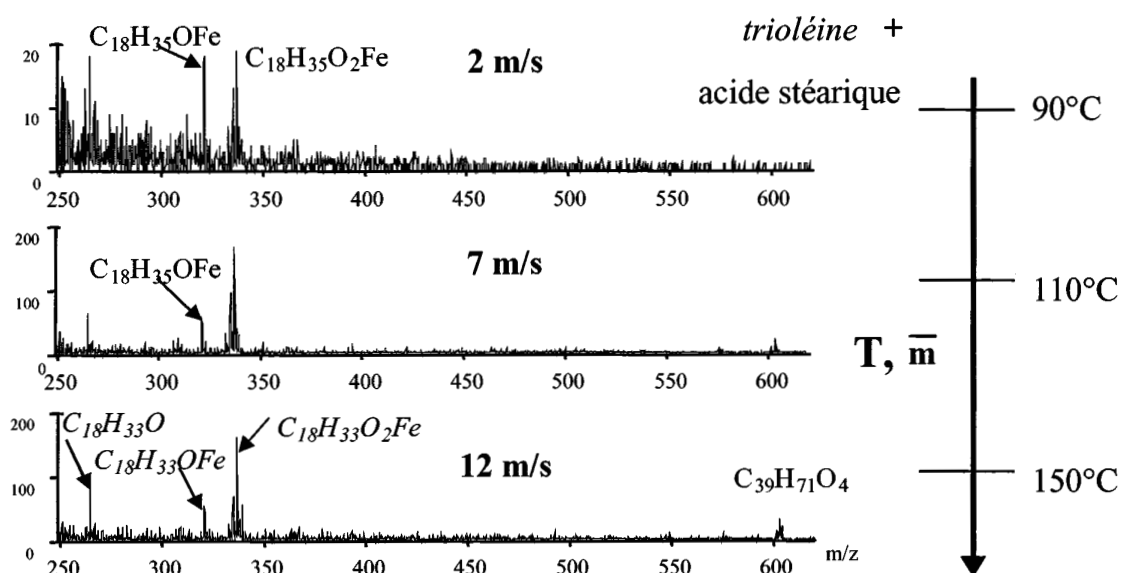 trioléine +
acide stéarique
C₁₈H₃₅OFe
C₁₈H₃₅O₂Fe
2 m/s
20
10
0
250 300 350 400 450 500 550 600
90°C
C₁₈H₃₅OFe
7 m/s
200
100
0
250 300 350 400 450 500 550 600
110°C
T, m̅
C₁₈H₃₃O
C₁₈H₃₃OFe
C₁₈H₃₃O₂Fe
12 m/s
C₃₉H₇₁O₄
200
100
0
250 300 350 400 450 500 550 600 m/z
150°C